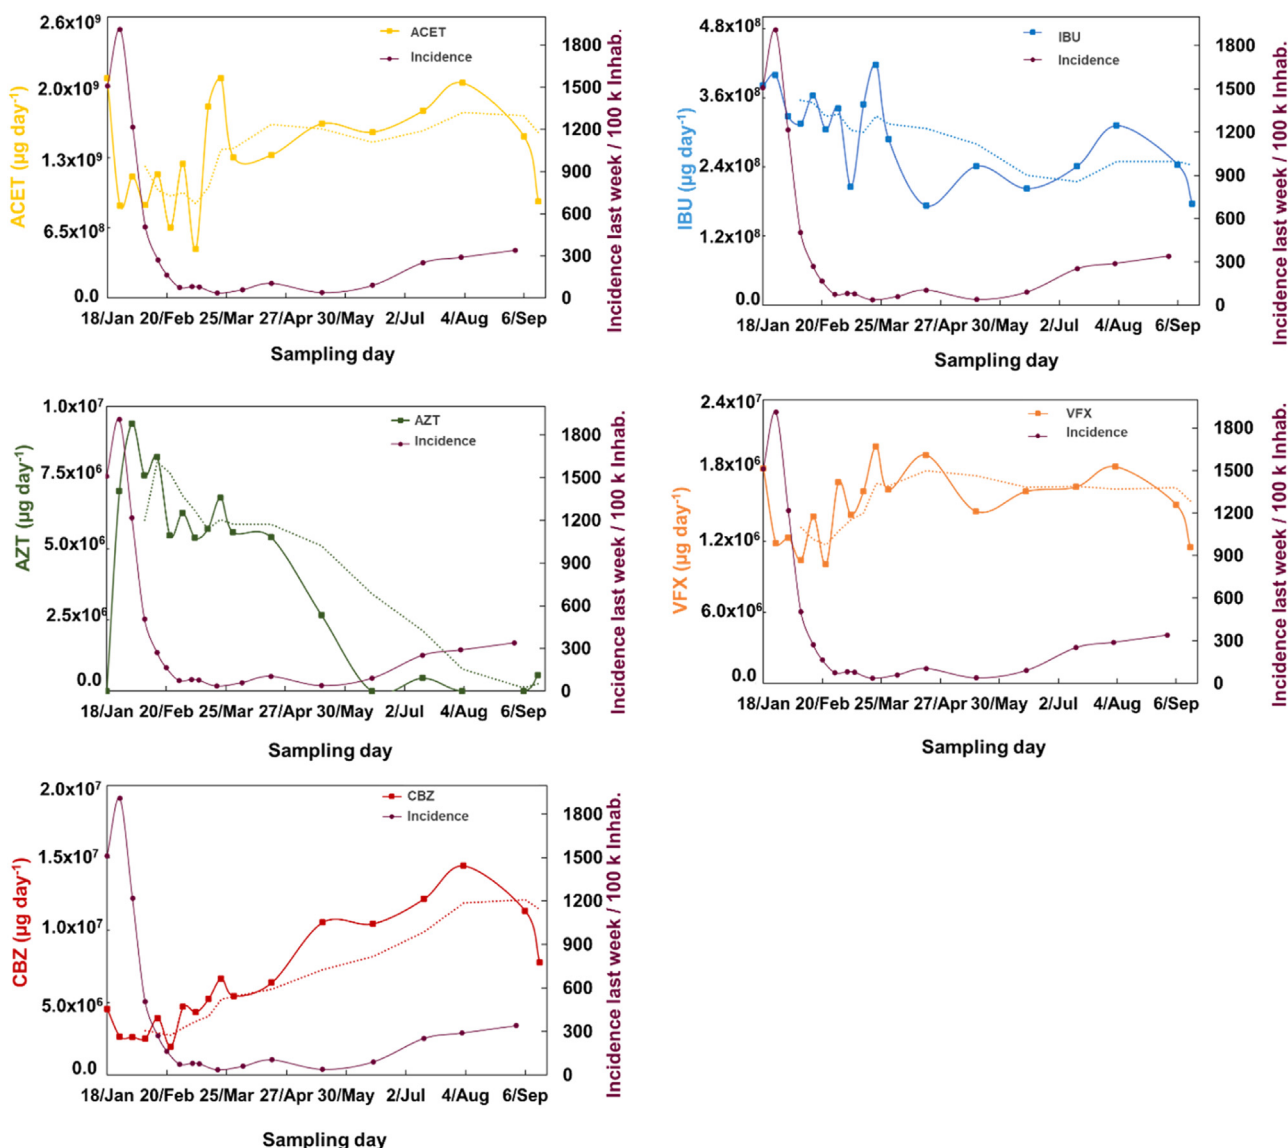 2.6x10⁹
2.0x10⁹
1.3x10⁹
6.5x10⁸
0.0
ACET (µg day⁻¹)
ACET
Incidence
1800
1500
1200
900
600
300
0
Incidence last week / 100 k Inhab.
18/Jan 20/Feb 25/Mar 27/Apr 30/May 2/Jul 4/Aug 6/Sep
Sampling day
4.8x10⁸
3.6x10⁸
2.4x10⁸
1.2x10⁸
0.0
IBU (µg day⁻¹)
IBU
Incidence
1800
1500
1200
900
600
300
0
Incidence last week / 100 k Inhab.
18/Jan 20/Feb 25/Mar 27/Apr 30/May 2/Jul 4/Aug 6/Sep
Sampling day
1.0x10⁷
7.5x10⁶
5.0x10⁶
2.5x10⁶
0.0
AZT (µg day⁻¹)
AZT
Incidence
1800
1500
1200
900
600
300
0
Incidence last week / 100 k Inhab.
18/Jan 20/Feb 25/Mar 27/Apr 30/May 2/Jul 4/Aug 6/Sep
Sampling day
2.4x10⁷
1.8x10⁶
1.2x10⁶
6.0x10⁶
0.0
VFX (µg day⁻¹)
VFX
Incidence
1800
1500
1200
900
600
300
0
Incidence last week / 100 k Inhab.
18/Jan 20/Feb 25/Mar 27/Apr 30/May 2/Jul 4/Aug 6/Sep
Sampling day
2.0x10⁷
1.5x10⁷
1.0x10⁷
5.0x10⁶
0.0
CBZ (µg day⁻¹)
CBZ
Incidence
1800
1500
1200
900
600
300
0
Incidence last week / 100 k Inhab.
18/Jan 20/Feb 25/Mar 27/Apr 30/May 2/Jul 4/Aug 6/Sep
Sampling day